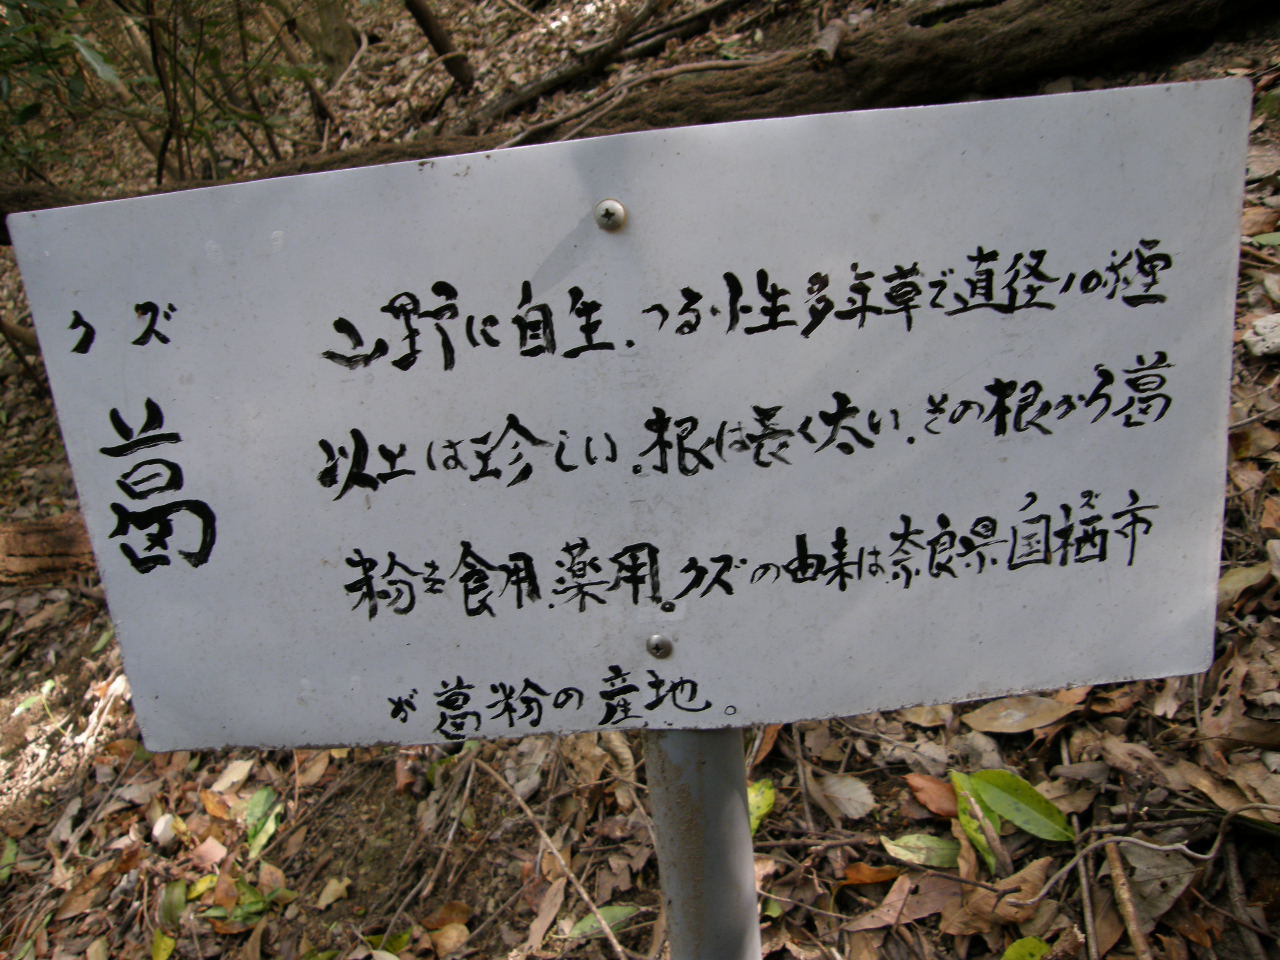 クズ
葛
山野に自生、つる性多年草で直径10糎
以上は珍しい、根は長く太い、その根から葛
粉を食用、薬用。クズの由来は奈良県国栖市
が葛粉の産地。